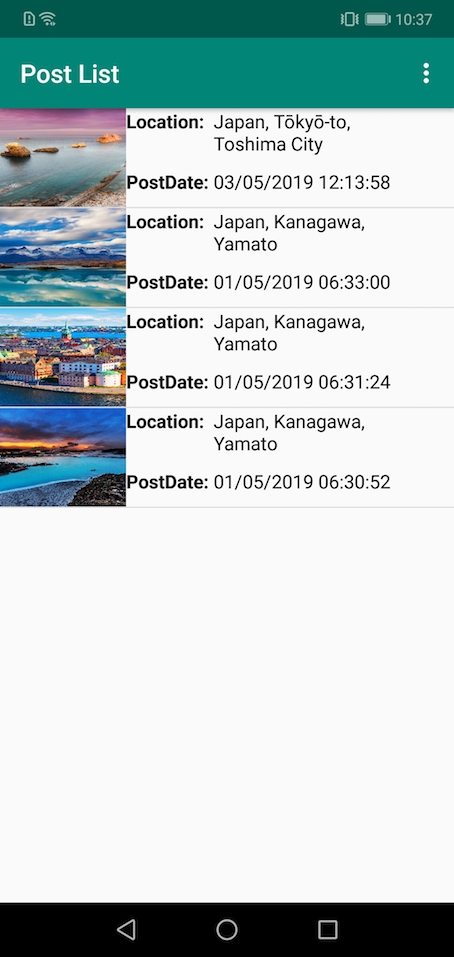 10:37
Post List
Location: Japan, Tōkyō-to,
Toshima City
PostDate: 03/05/2019 12:13:58
Location: Japan, Kanagawa,
Yamato
PostDate: 01/05/2019 06:33:00
Location: Japan, Kanagawa,
Yamato
PostDate: 01/05/2019 06:31:24
Location: Japan, Kanagawa,
Yamato
PostDate: 01/05/2019 06:30:52